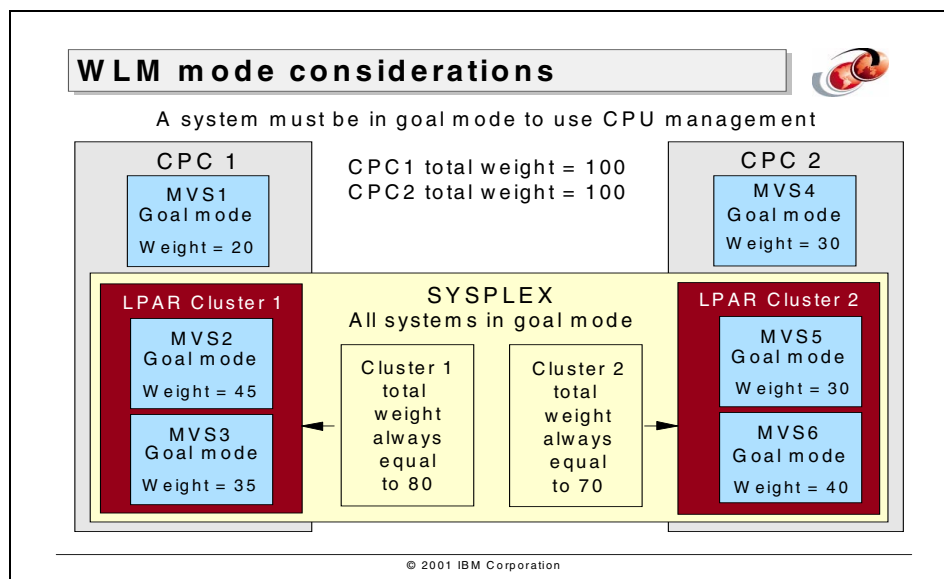 WLM mode considerations
A system must be in goal mode to use CPU management
CPC 1
MVS1
Goal mode
Weight = 20
CPC1 total weight = 100
CPC2 total weight = 100
CPC 2
MVS4
Goal mode
Weight = 30
SYSPLEX
All systems in goal mode
LPAR Cluster 1
MVS2
Goal mode
Weight = 45
MVS3
Goal mode
Weight = 35
Cluster 1
total
weight
always
equal
to 80
Cluster 2
total
weight
always
equal
to 70
LPAR Cluster 2
MVS5
Goal mode
Weight = 30
MVS6
Goal mode
Weight = 40
© 2001 IBM Corporation